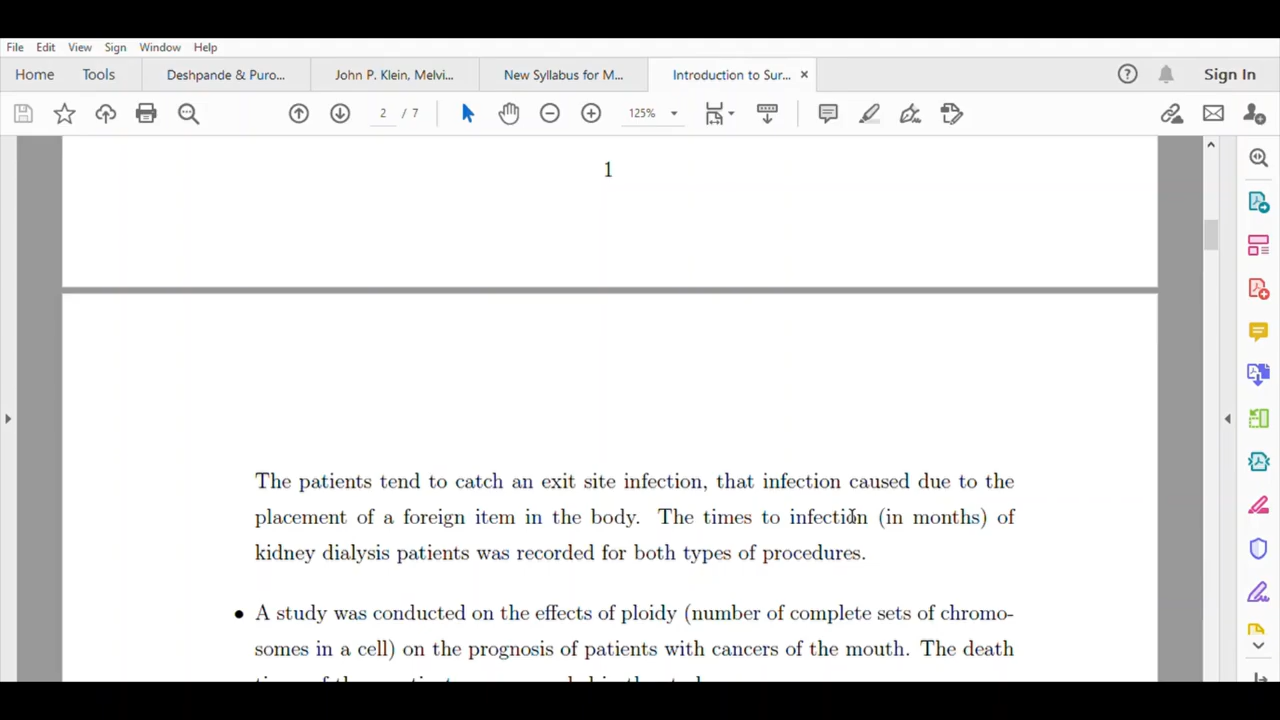 File Edit View Sign Window Help
Home Tools Deshpande & Puro... John P. Klein, Melvi... New Syllabus for M... Introduction to Sur... × Sign In
2 / 7 125%
1
The patients tend to catch an exit site infection, that infection caused due to the
placement of a foreign item in the body. The times to infection (in months) of
kidney dialysis patients was recorded for both types of procedures.
• A study was conducted on the effects of ploidy (number of complete sets of chromo-
somes in a cell) on the prognosis of patients with cancers of the mouth. The death